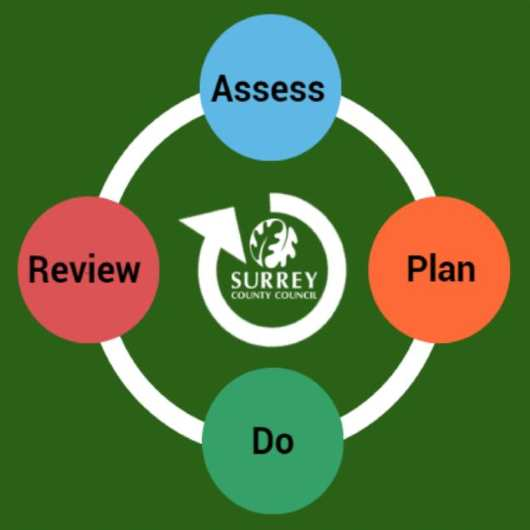 Assess
Review
Plan
SURREY
COUNTY COUNCIL
Do